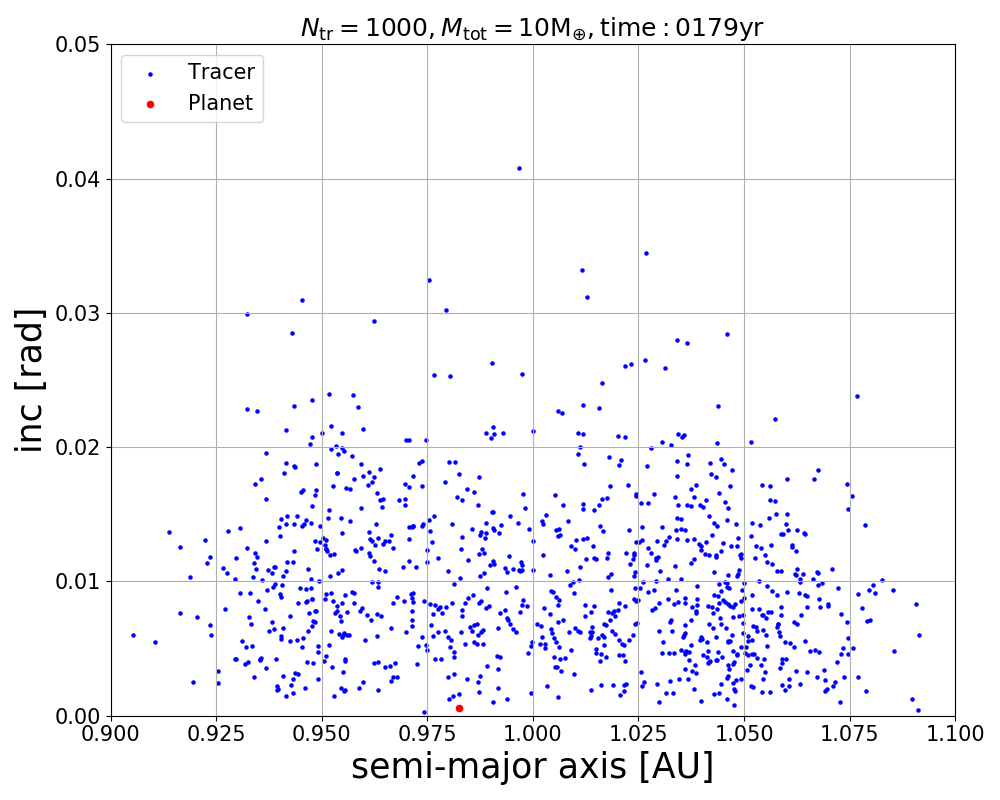 N_tr = 1000, M_tot = 10M_⊕, time : 0179yr
Tracer
Planet
inc [rad]
0.05
0.04
0.03
0.02
0.01
0.00
0.900 0.925 0.950 0.975 1.000 1.025 1.050 1.075 1.100
semi-major axis [AU]